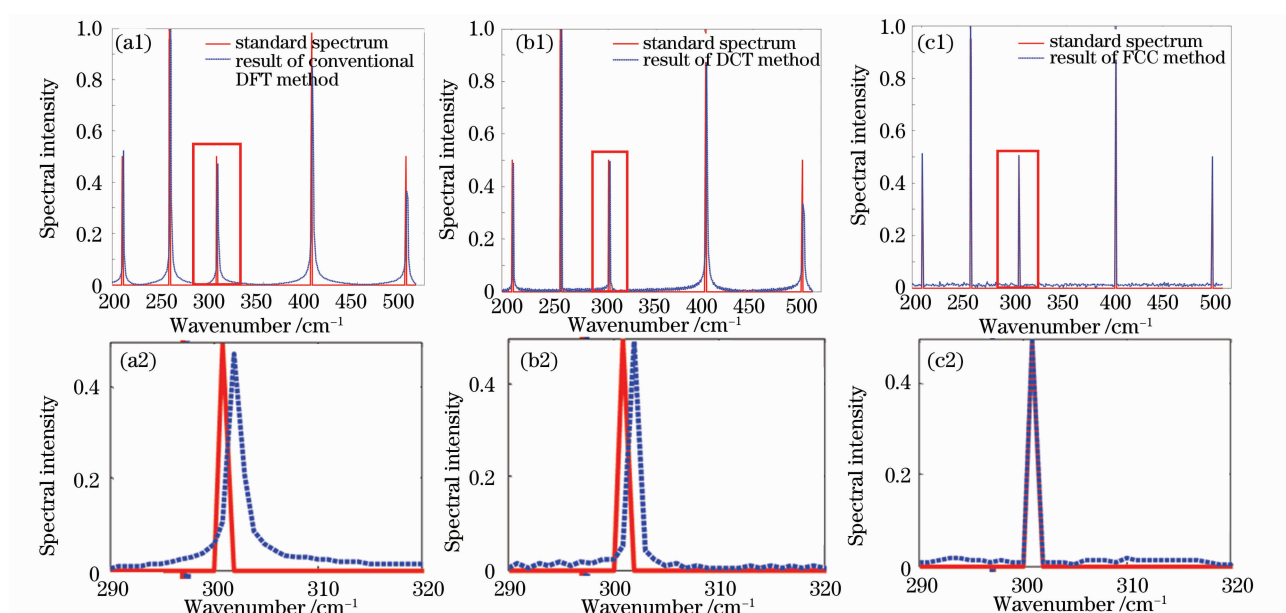 (a1)
standard spectrum
result of conventional
DFT method
Spectral intensity
1.0
0.8
0.6
0.4
0.2
0
200 250 300 350 400 450 500
Wavenumber /cm⁻¹
(b1)
standard spectrum
result of DCT method
Spectral intensity
1.0
0.8
0.6
0.4
0.2
0
200 250 300 350 400 450 500
Wavenumber /cm⁻¹
(c1)
standard spectrum
result of FCC method
Spectral intensity
1.0
0.8
0.6
0.4
0.2
0
200 250 300 350 400 450 500
Wavenumber /cm⁻¹
(a2)
Spectral intensity
0.4
0.2
0
290 300 310 320
Wavenumber /cm⁻¹
(b2)
Spectral intensity
0.4
0.2
0
290 300 310 320
Wavenumber /cm⁻¹
(c2)
Spectral intensity
0.4
0.2
0
290 300 310 320
Wavenumber /cm⁻¹